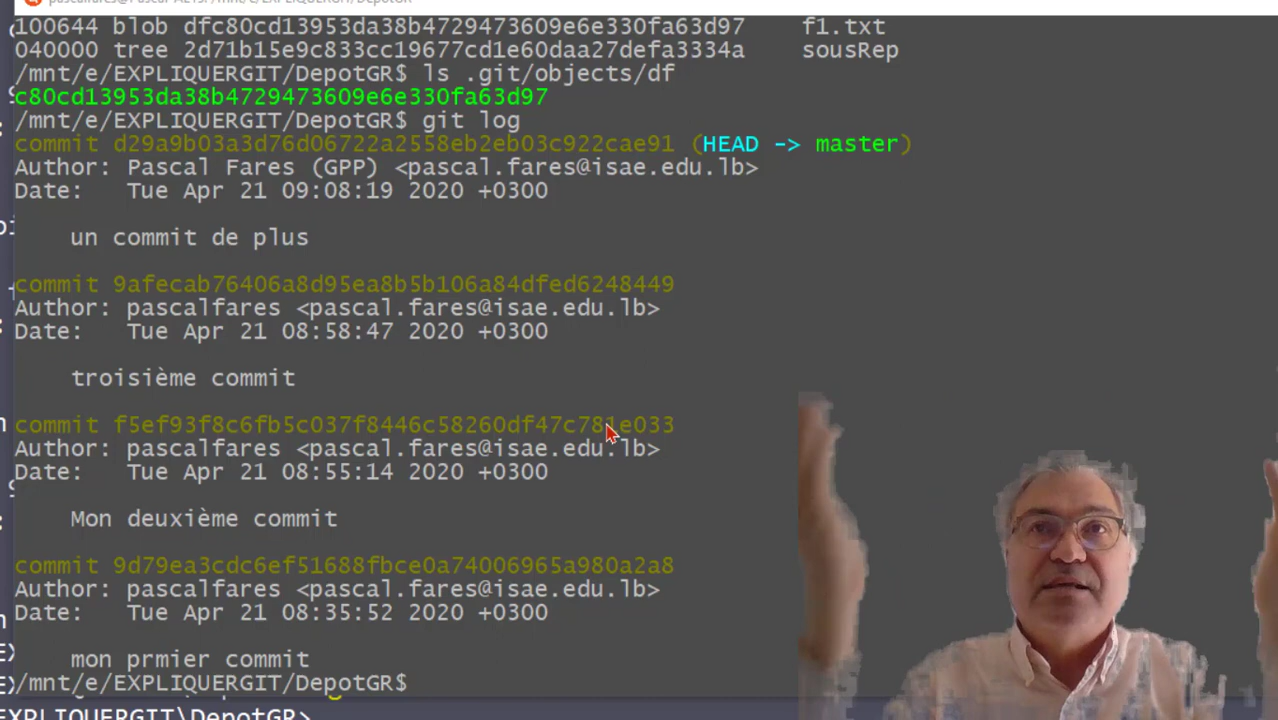 100644 blob dfc80cd13953da38b4729473609e6e330fa63d97 f1.txt
040000 tree 2d71b15e9c833cc19677cd1e60daa27defa3334a sousRep
/mnt/e/EXPLIQUERGIT/DepotGR$ ls .git/objects/df
c80cd13953da38b4729473609e6e330fa63d97
/mnt/e/EXPLIQUERGIT/DepotGR$ git log
commit d29a9b03a3d76d06722a2558eb2eb03c922cae91 (HEAD -> master)
Author: Pascal Fares (GPP) <pascal.fares@isae.edu.lb>
Date: Tue Apr 21 09:08:19 2020 +0300
un commit de plus
commit 9afecab76406a8d95ea8b5b106a84dfed6248449
Author: pascalfares <pascal.fares@isae.edu.lb>
Date: Tue Apr 21 08:58:47 2020 +0300
troisième commit
commit f5ef93f8c6fb5c037f8446c58260df47c781e033
Author: pascalfares <pascal.fares@isae.edu.lb>
Date: Tue Apr 21 08:55:14 2020 +0300
Mon deuxième commit
commit 9d79ea3cdc6ef51688fbce0a74006965a980a2a8
Author: pascalfares <pascal.fares@isae.edu.lb>
Date: Tue Apr 21 08:35:52 2020 +0300
mon prmier commit
/mnt/e/EXPLIQUERGIT/DepotGR$
EXPLIQUERGIT\DepotGR>